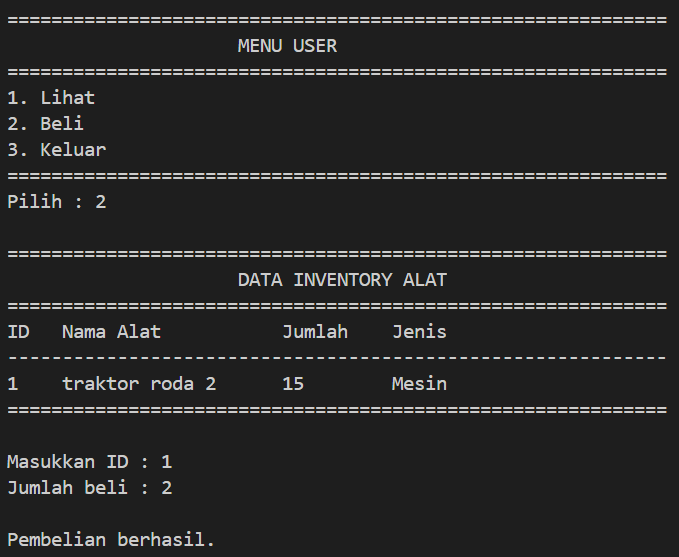 ============================================================
                     MENU USER
============================================================
1. Lihat
2. Beli
3. Keluar
============================================================
Pilih : 2

============================================================
                     DATA INVENTORY ALAT
============================================================
ID   Nama Alat           Jumlah    Jenis
------------------------------------------------------------
1    traktor roda 2      15        Mesin
============================================================

Masukkan ID : 1
Jumlah beli : 2

Pembelian berhasil.